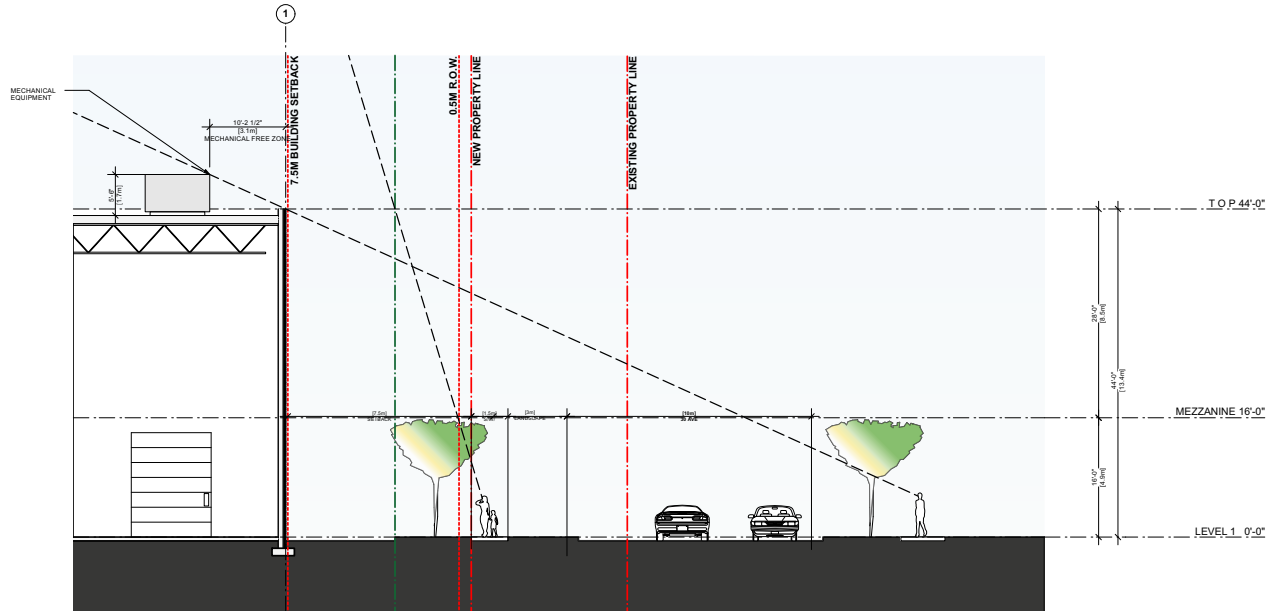 1
MECHANICAL
EQUIPMENT
10'-2 1/2"
[3.1m]
MECHANICAL FREE ZONE
5'-6"
[1.7m]
7.5M BUILDING SETBACK
0.5M R.O.W.
NEW PROPERTY LINE
EXISTING PROPERTY LINE
T O P 44'-0"
28'-0"
[8.5m]
44'-0"
[13.4m]
MEZZANINE 16'-0"
[7.5m]
SETBACK
[1.5m]
[3m]
[16m]
16'-0"
[4.9m]
LEVEL 1 0'-0"